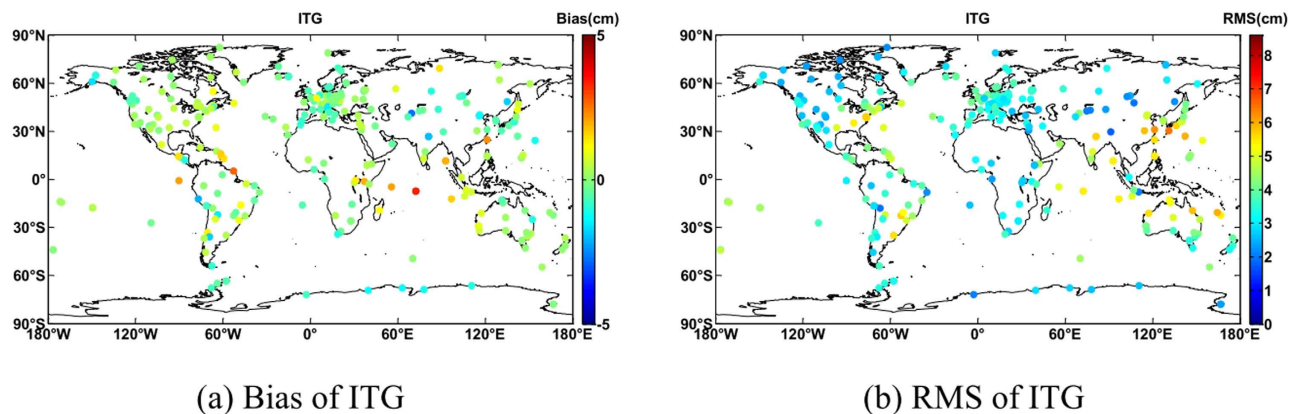 ITG Bias(cm)
90°N
60°N
30°N
0°
30°S
60°S
90°S
180°W 120°W 60°W 0° 60°E 120°E 180°E
5
0
-5
ITG RMS(cm)
90°N
60°N
30°N
0°
30°S
60°S
90°S
180°W 120°W 60°W 0° 60°E 120°E 180°E
8
7
6
5
4
3
2
1
0
(a) Bias of ITG (b) RMS of ITG